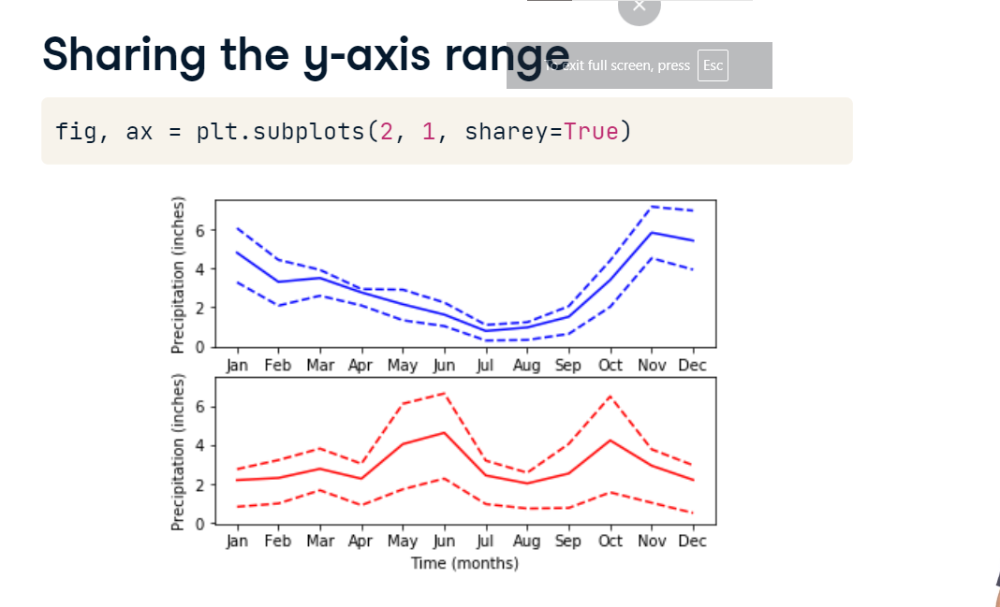 Sharing the y-axis range
To exit full screen, press Esc
fig, ax = plt.subplots(2, 1, sharey=True)
Precipitation (inches)
6
4
2
0
Jan Feb Mar Apr May Jun Jul Aug Sep Oct Nov Dec
Precipitation (inches)
6
4
2
0
Jan Feb Mar Apr May Jun Jul Aug Sep Oct Nov Dec
Time (months)